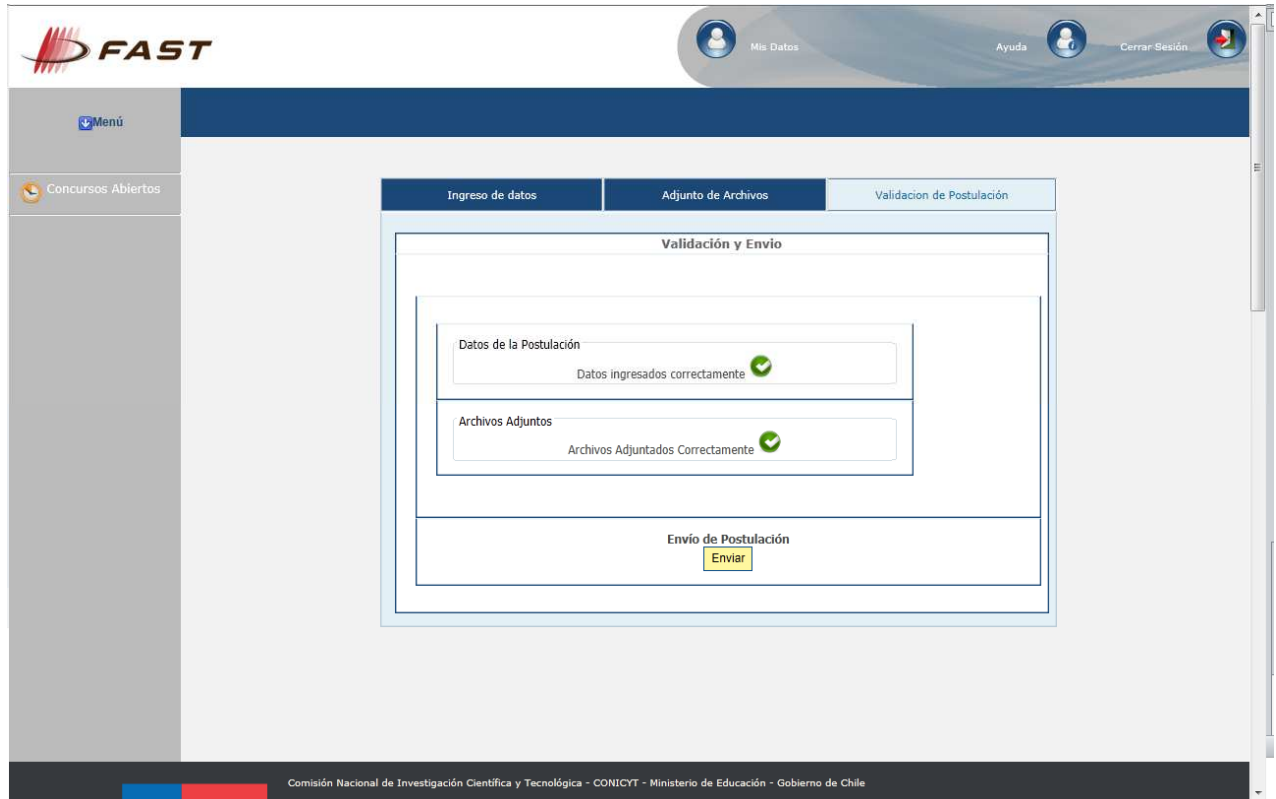 FAST
Mis Datos
Ayuda
Cerrar Sesión
Menú
Concursos Abiertos
Ingreso de datos
Adjunto de Archivos
Validacion de Postulación
Validación y Envio
Datos de la Postulación
Datos ingresados correctamente
Archivos Adjuntos
Archivos Adjuntados Correctamente
Envío de Postulación
Enviar
Comisión Nacional de Investigación Científica y Tecnológica - CONICYT - Ministerio de Educación - Gobierno de Chile